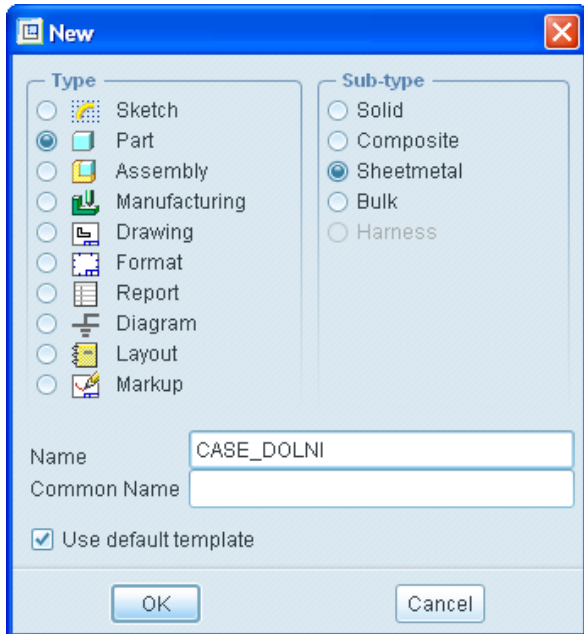 New
Type
Sketch
Part
Assembly
Manufacturing
Drawing
Format
Report
Diagram
Layout
Markup
Sub-type
Solid
Composite
Sheetmetal
Bulk
Harness
Name CASE_DOLNI
Common Name
Use default template
OK Cancel